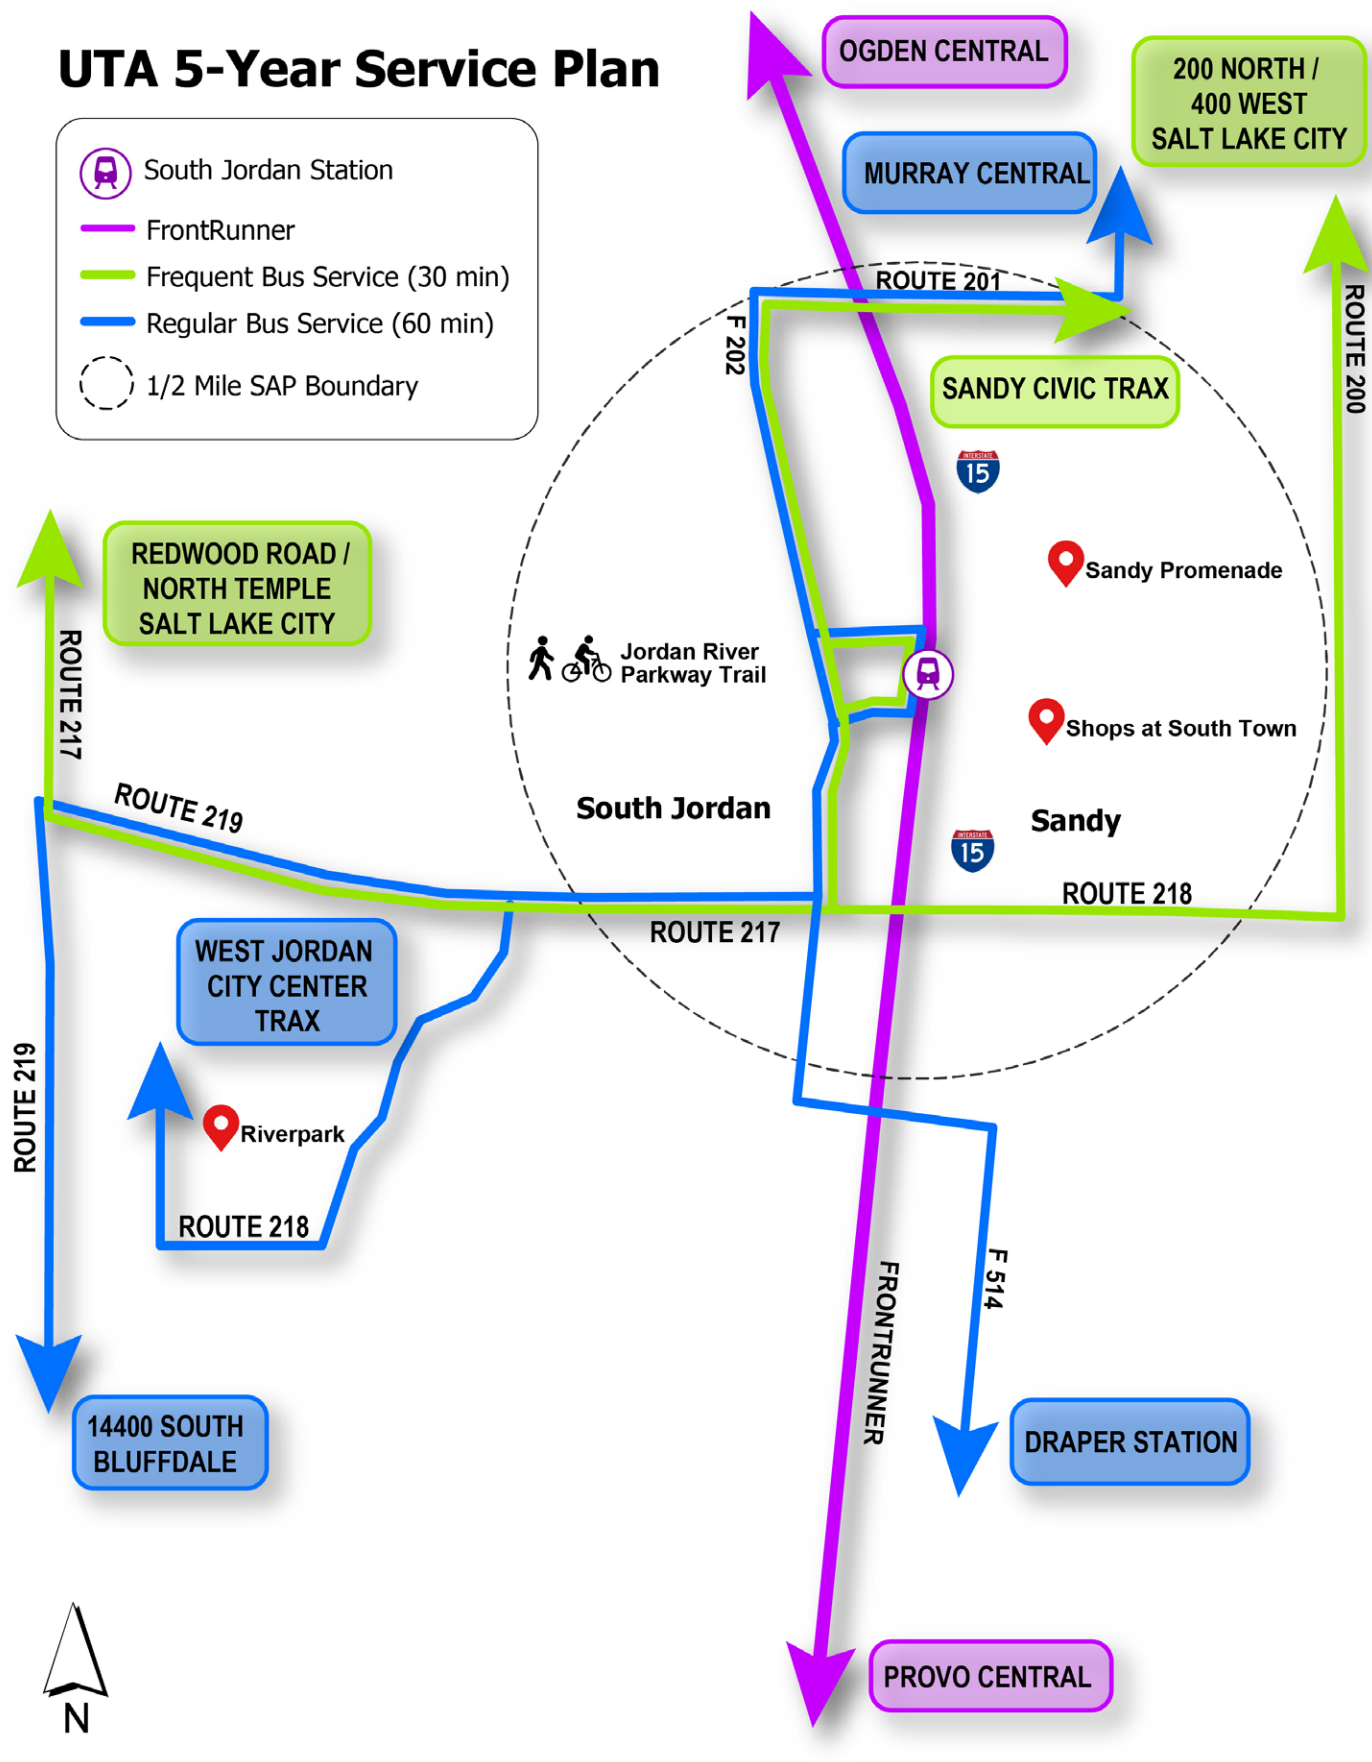 UTA 5-Year Service Plan
South Jordan Station
FrontRunner
Frequent Bus Service (30 min)
Regular Bus Service (60 min)
1/2 Mile SAP Boundary
OGDEN CENTRAL
200 NORTH /
400 WEST
SALT LAKE CITY
MURRAY CENTRAL
ROUTE 201
F 202
ROUTE 200
SANDY CIVIC TRAX
INTERSTATE
15
REDWOOD ROAD /
NORTH TEMPLE
SALT LAKE CITY
Sandy Promenade
ROUTE 217
Jordan River
Parkway Trail
Shops at South Town
ROUTE 219
South Jordan
Sandy
INTERSTATE
15
ROUTE 218
ROUTE 217
WEST JORDAN
CITY CENTER
TRAX
ROUTE 219
Riverpark
ROUTE 218
FRONTRUNNER
F 514
14400 SOUTH
BLUFFDALE
DRAPER STATION
PROVO CENTRAL
N